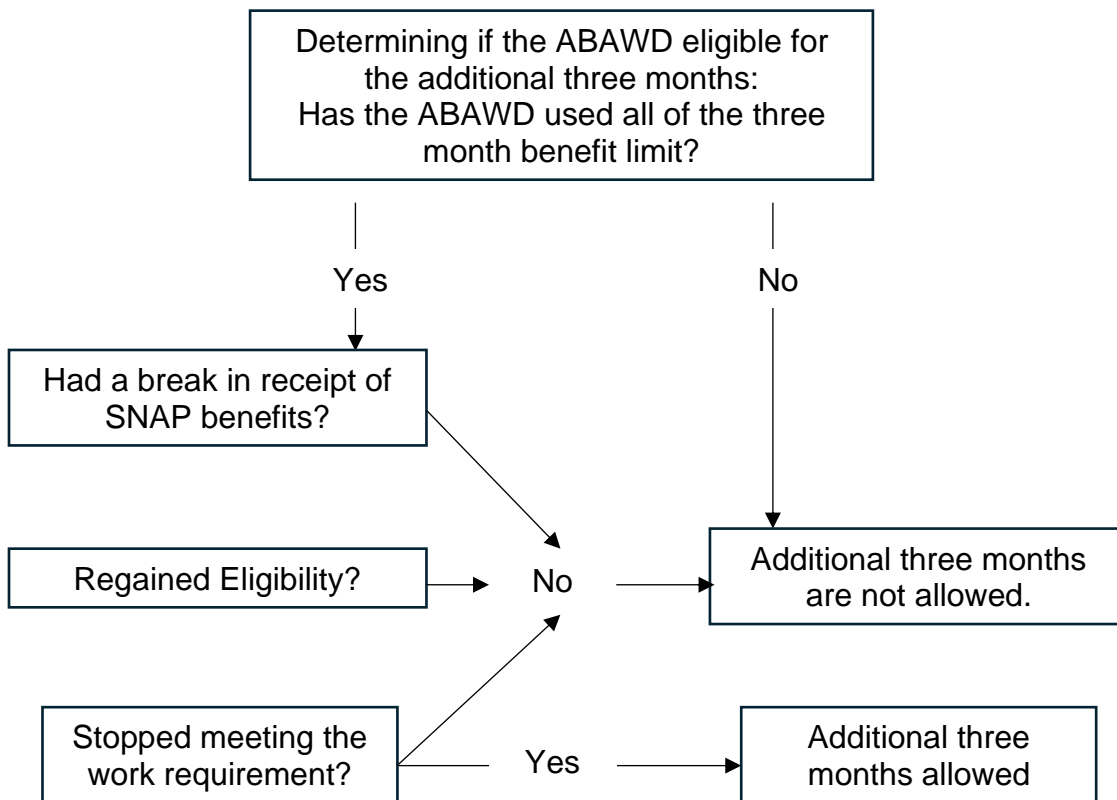 Determining if the ABAWD eligible for
the additional three months:
Has the ABAWD used all of the three
month benefit limit?
Yes
No
Had a break in receipt of
SNAP benefits?
Regained Eligibility?
No
Additional three months
are not allowed.
Stopped meeting the
work requirement?
Yes
Additional three
months allowed